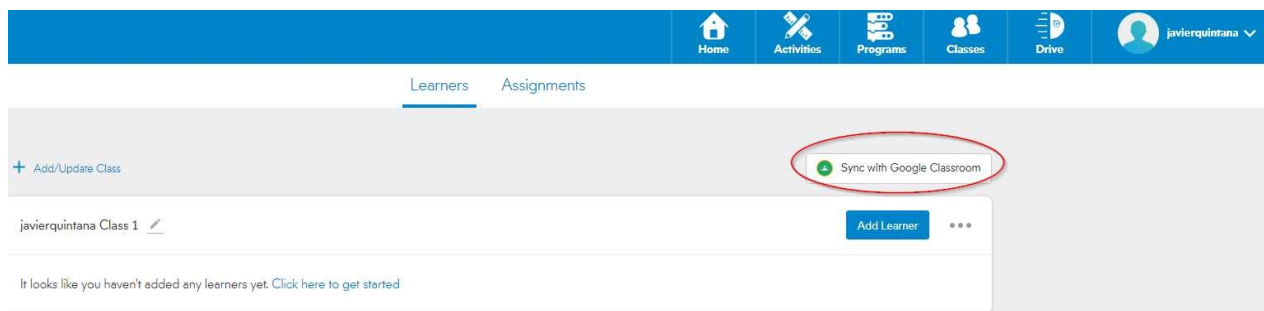 Home Activities Programs Classes Drive javierquintana
Learners Assignments
+ Add/Update Class Sync with Google Classroom
javierquintana Class 1 Add Learner
It looks like you haven't added any learners yet. Click here to get started